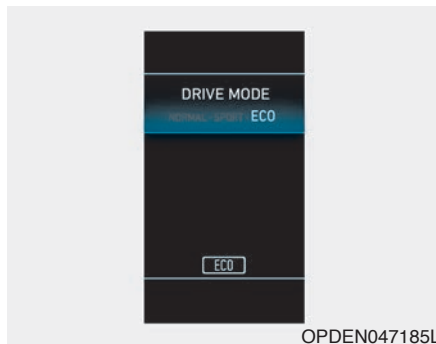 DRIVE MODE
NORMAL · SPORT · ECO
ECO
OPDEN047185L